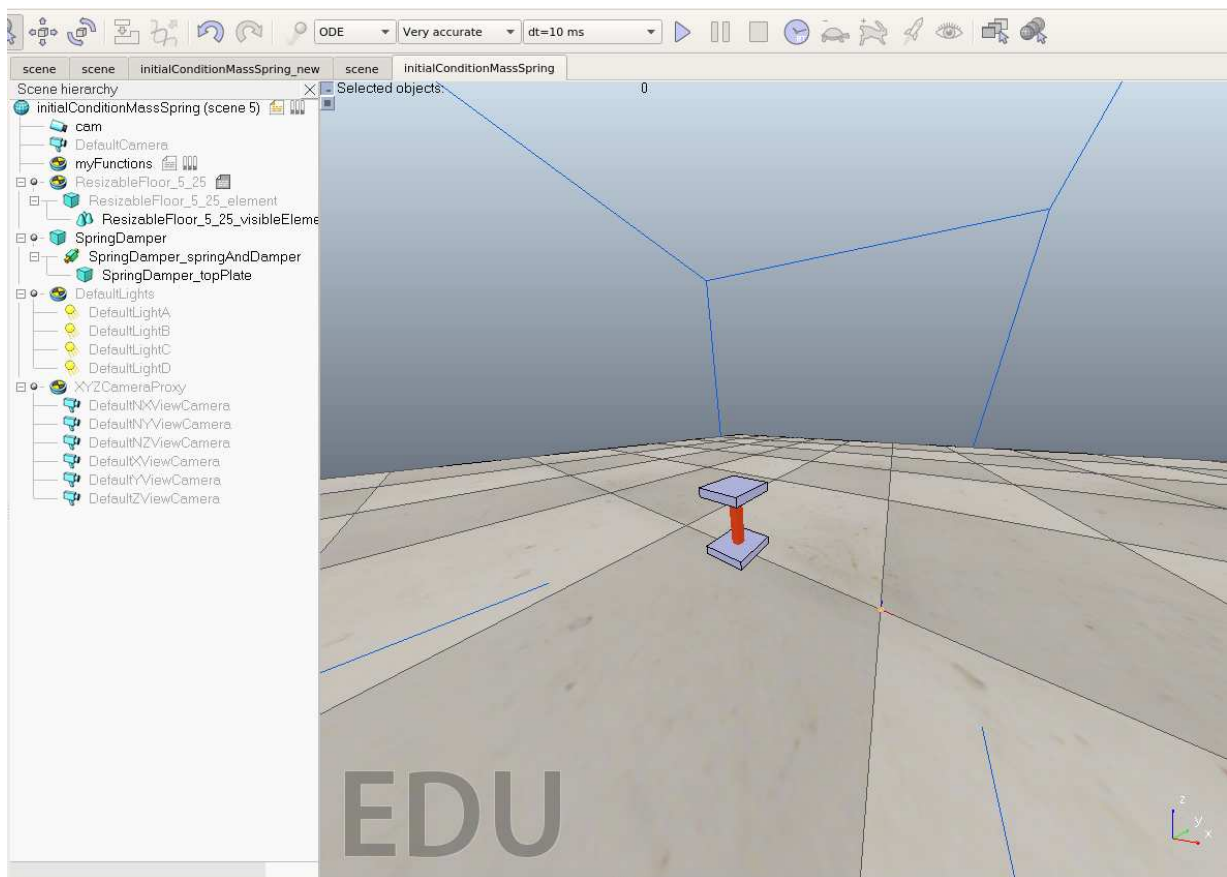 ODE Very accurate dt=10 ms
scene scene initialConditionMassSpring_new scene initialConditionMassSpring
Scene hierarchy
Selected objects: 0
initialConditionMassSpring (scene 5)
cam
DefaultCamera
myFunctions
ResizableFloor_5_25
ResizableFloor_5_25_element
ResizableFloor_5_25_visibleEleme
SpringDamper
SpringDamper_springAndDamper
SpringDamper_topPlate
DefaultLights
DefaultLightA
DefaultLightB
DefaultLightC
DefaultLightD
XYZCameraProxy
DefaultNXViewCamera
DefaultNYViewCamera
DefaultNZViewCamera
DefaultXViewCamera
DefaultYViewCamera
DefaultZViewCamera
EDU
z
y
x